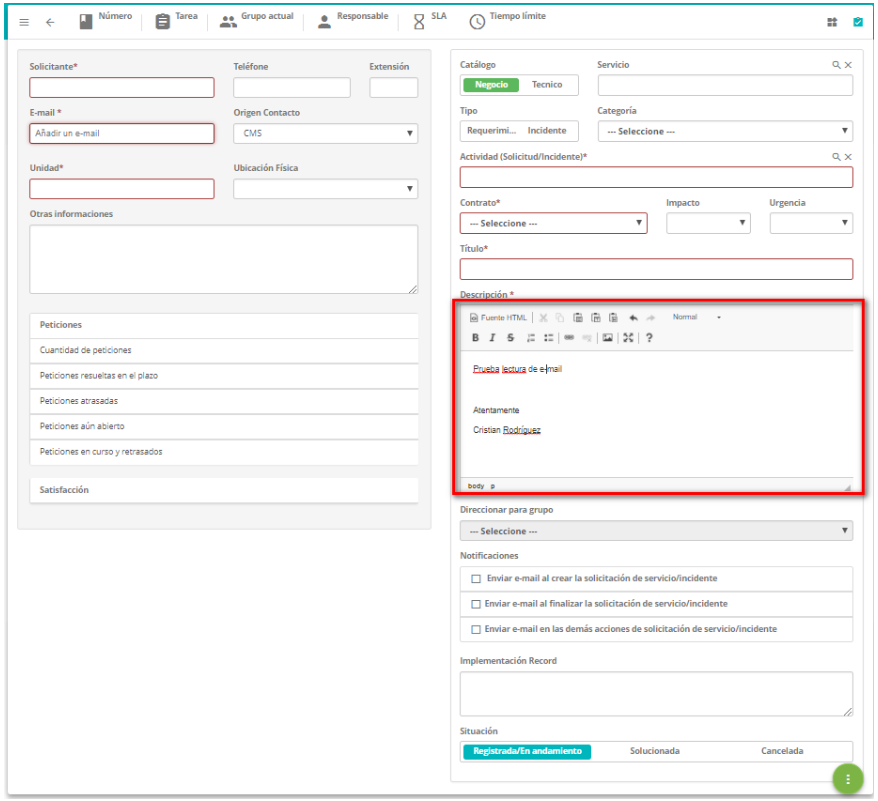 Número Tarea Grupo actual Responsable SLA Tiempo límite
Solicitante* Teléfone Extensión
E-mail * Origen Contacto
Añadir un e-mail CMS
Unidad* Ubicación Física
Otras informaciones
Peticiones
Cuantidad de peticiones
Peticiones resueltas en el plazo
Peticiones atrasadas
Peticiones aún abierto
Peticiones en curso y retrasados
Satisfacción
Catálogo Servicio
Negocio Tecnico
Tipo Categoría
Requerimi... Incidente --- Seleccione ---
Actividad (Solicitud/Incidente)*
Contrato* Impacto Urgencia
--- Seleccione ---
Título*
Descripción *
Fuente HTML Normal
B I S ?
Prueba lectura de e-mail
Atentamente
Cristian Rodríguez
body p
Direccionar para grupo
--- Seleccione ---
Notificaciones
Enviar e-mail al crear la solicitación de servicio/incidente
Enviar e-mail al finalizar la solicitación de servicio/incidente
Enviar e-mail en las demás acciones de solicitación de servicio/incidente
Implementación Record
Situación
Registrada/En andamiento Solucionada Cancelada